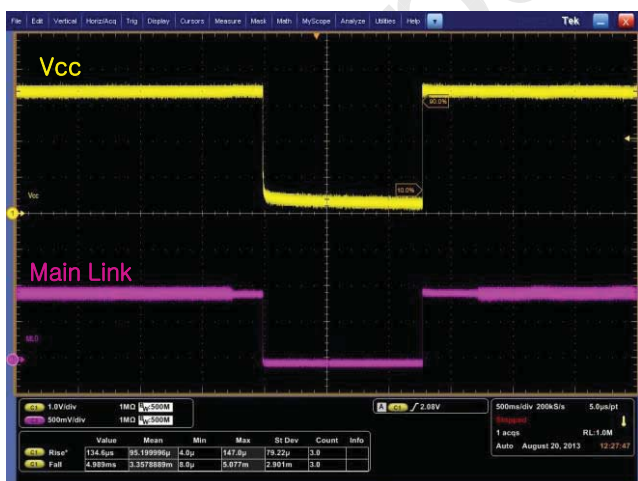 File Edit Vertical Horiz/Acq Trig Display Cursors Measure Mask Math MyScope Analyze Utilities Help Tek
Vcc
90.0%
10.0%
Vcc
1
Main Link
C1 1.0V/div 1MΩ BW:500M
500mV/div 1MΩ BW:500M
A C1 2.08V
500ms/div 200kS/s 5.0µs/pt
Stopped
1 acqs RL:1.0M
Auto August 20, 2013 12:27:47
Value Mean Min Max St Dev Count Info
C1 Rise* 134.6µs 95.199996µ 4.0µ 147.0µ 79.22µ 3.0
C1 Fall 4.989ms 3.3578889m 8.0µ 5.077m 2.901m 3.0